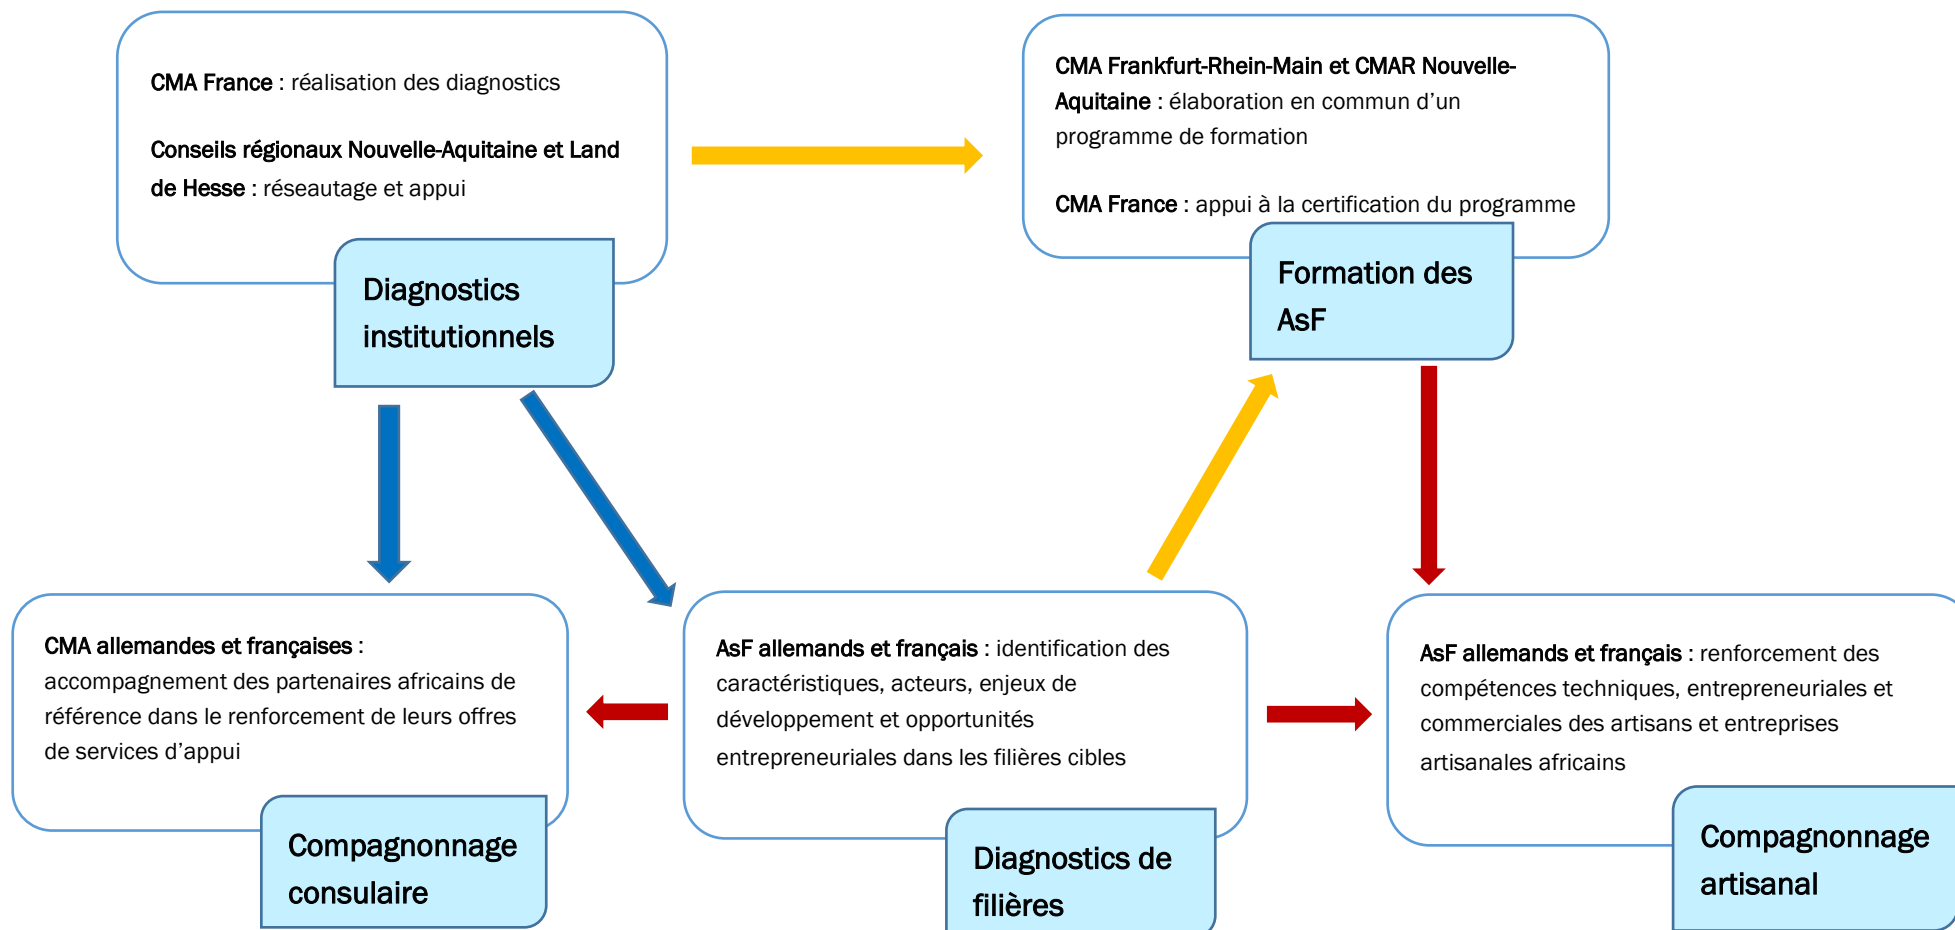 CMA France : réalisation des diagnostics
Conseils régionaux Nouvelle-Aquitaine et Land
de Hesse : réseautage et appui
Diagnostics
institutionnels
CMA Frankfurt-Rhein-Main et CMAR Nouvelle-
Aquitaine : élaboration en commun d’un
programme de formation
CMA France : appui à la certification du programme
Formation des
AsF
CMA allemandes et françaises :
accompagnement des partenaires africains de
référence dans le renforcement de leurs offres
de services d’appui
Compagnonnage
consulaire
AsF allemands et français : identification des
caractéristiques, acteurs, enjeux de
développement et opportunités
entrepreneuriales dans les filières cibles
Diagnostics de
filières
AsF allemands et français : renforcement des
compétences techniques, entrepreneuriales et
commerciales des artisans et entreprises
artisanales africains
Compagnonnage
artisanal